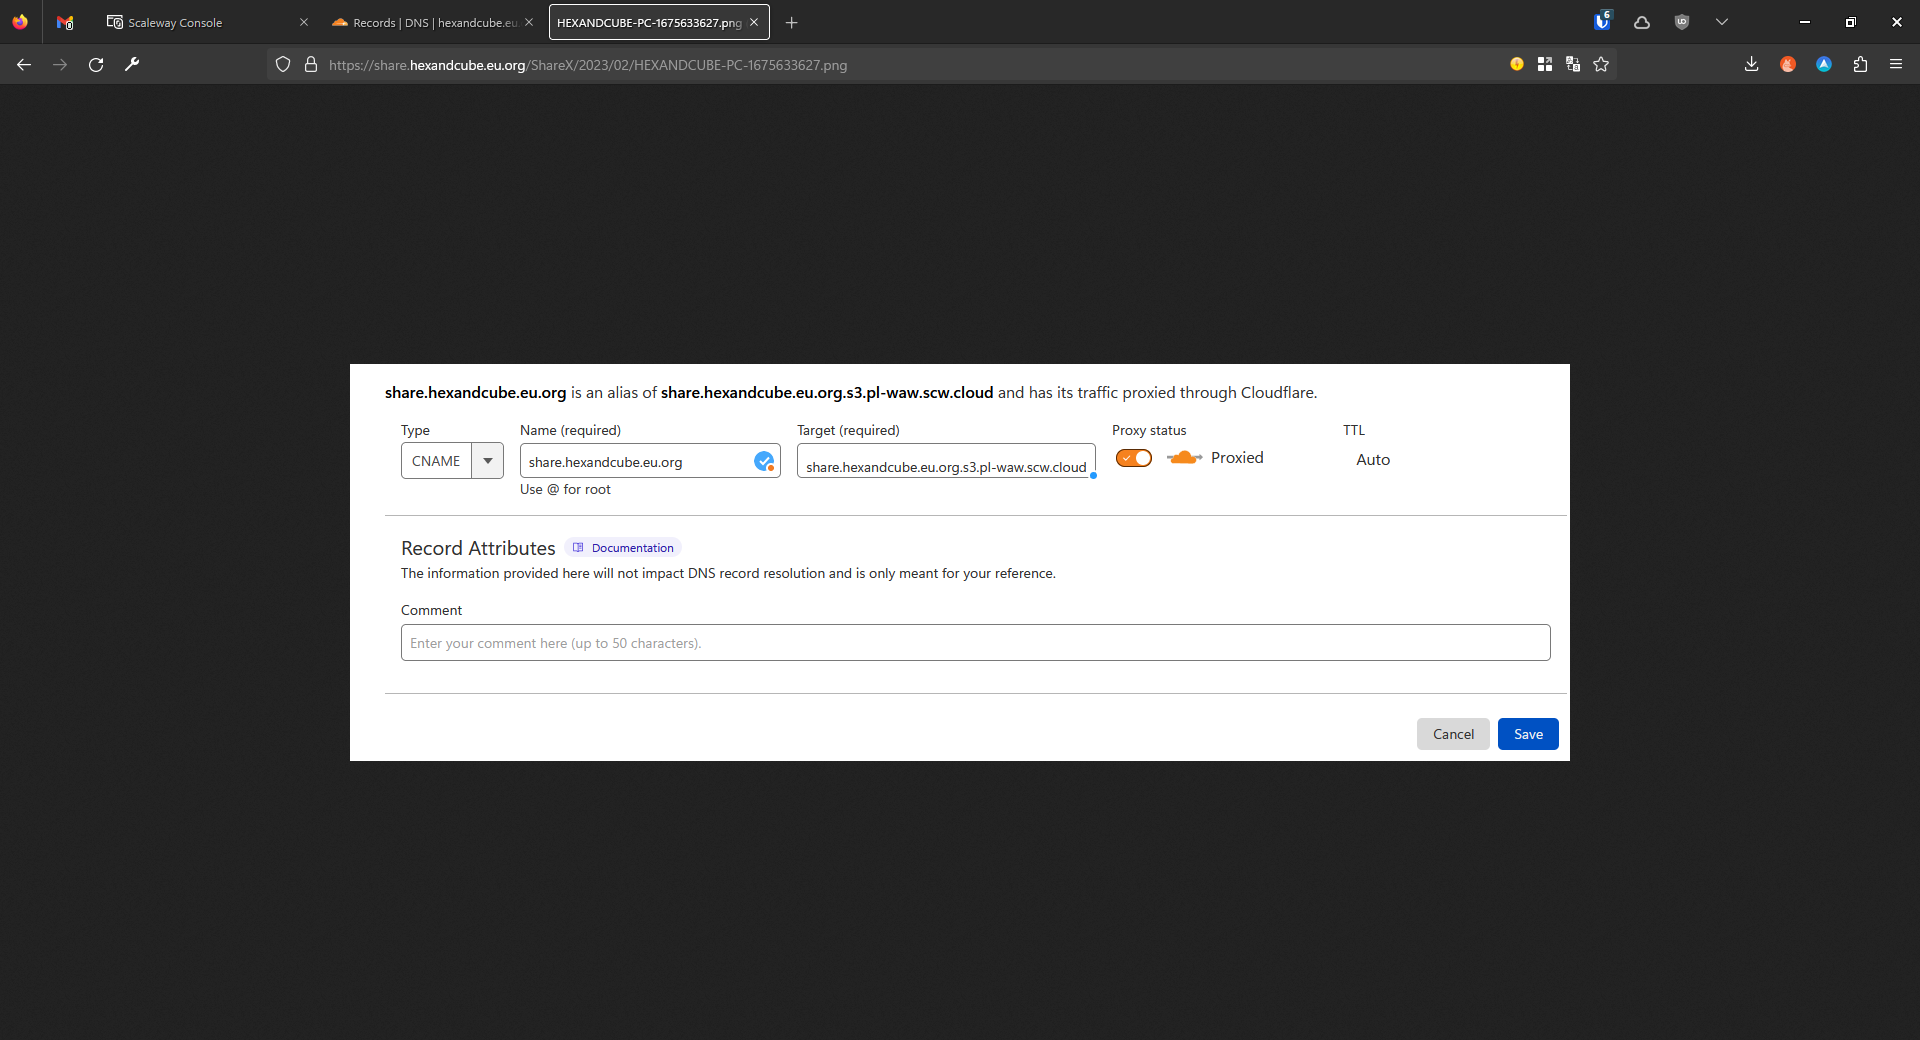 Scaleway Console
Records | DNS | hexandcube.eu.
HEXANDCUBE-PC-1675633627.png
6
0
https://share.hexandcube.eu.org/ShareX/2023/02/HEXANDCUBE-PC-1675633627.png
share.hexandcube.eu.org is an alias of share.hexandcube.eu.org.s3.pl-waw.scw.cloud and has its traffic proxied through Cloudflare.
Type
Name (required)
Target (required)
Proxy status
TTL
CNAME
share.hexandcube.eu.org
share.hexandcube.eu.org.s3.pl-waw.scw.cloud
Proxied
Auto
Use @ for root
Record Attributes
Documentation
The information provided here will not impact DNS record resolution and is only meant for your reference.
Comment
Enter your comment here (up to 50 characters).
Cancel
Save